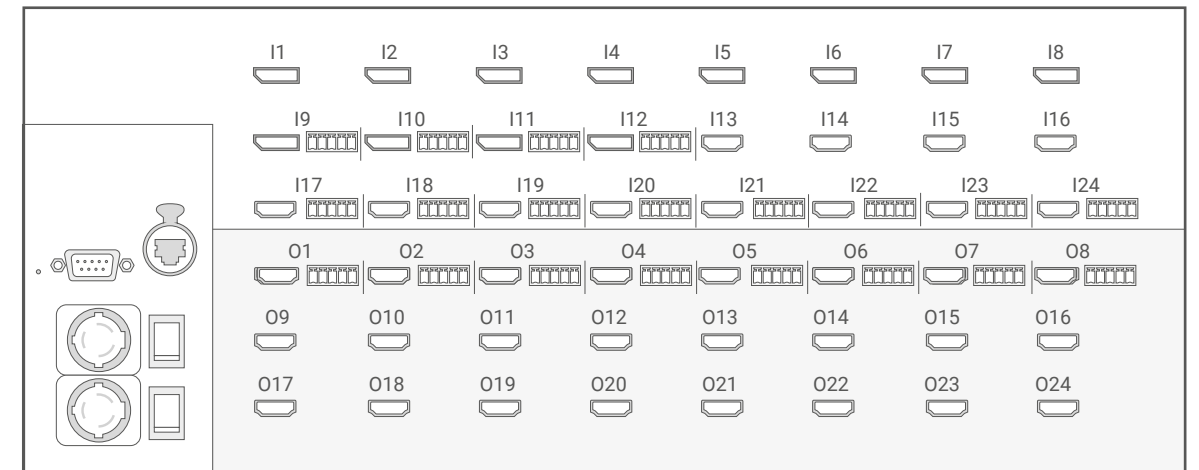 I1 I2 I3 I4 I5 I6 I7 I8
I9 I10 I11 I12 I13 I14 I15 I16
I17 I18 I19 I20 I21 I22 I23 I24
O1 O2 O3 O4 O5 O6 O7 O8
O9 O10 O11 O12 O13 O14 O15 O16
O17 O18 O19 O20 O21 O22 O23 O24